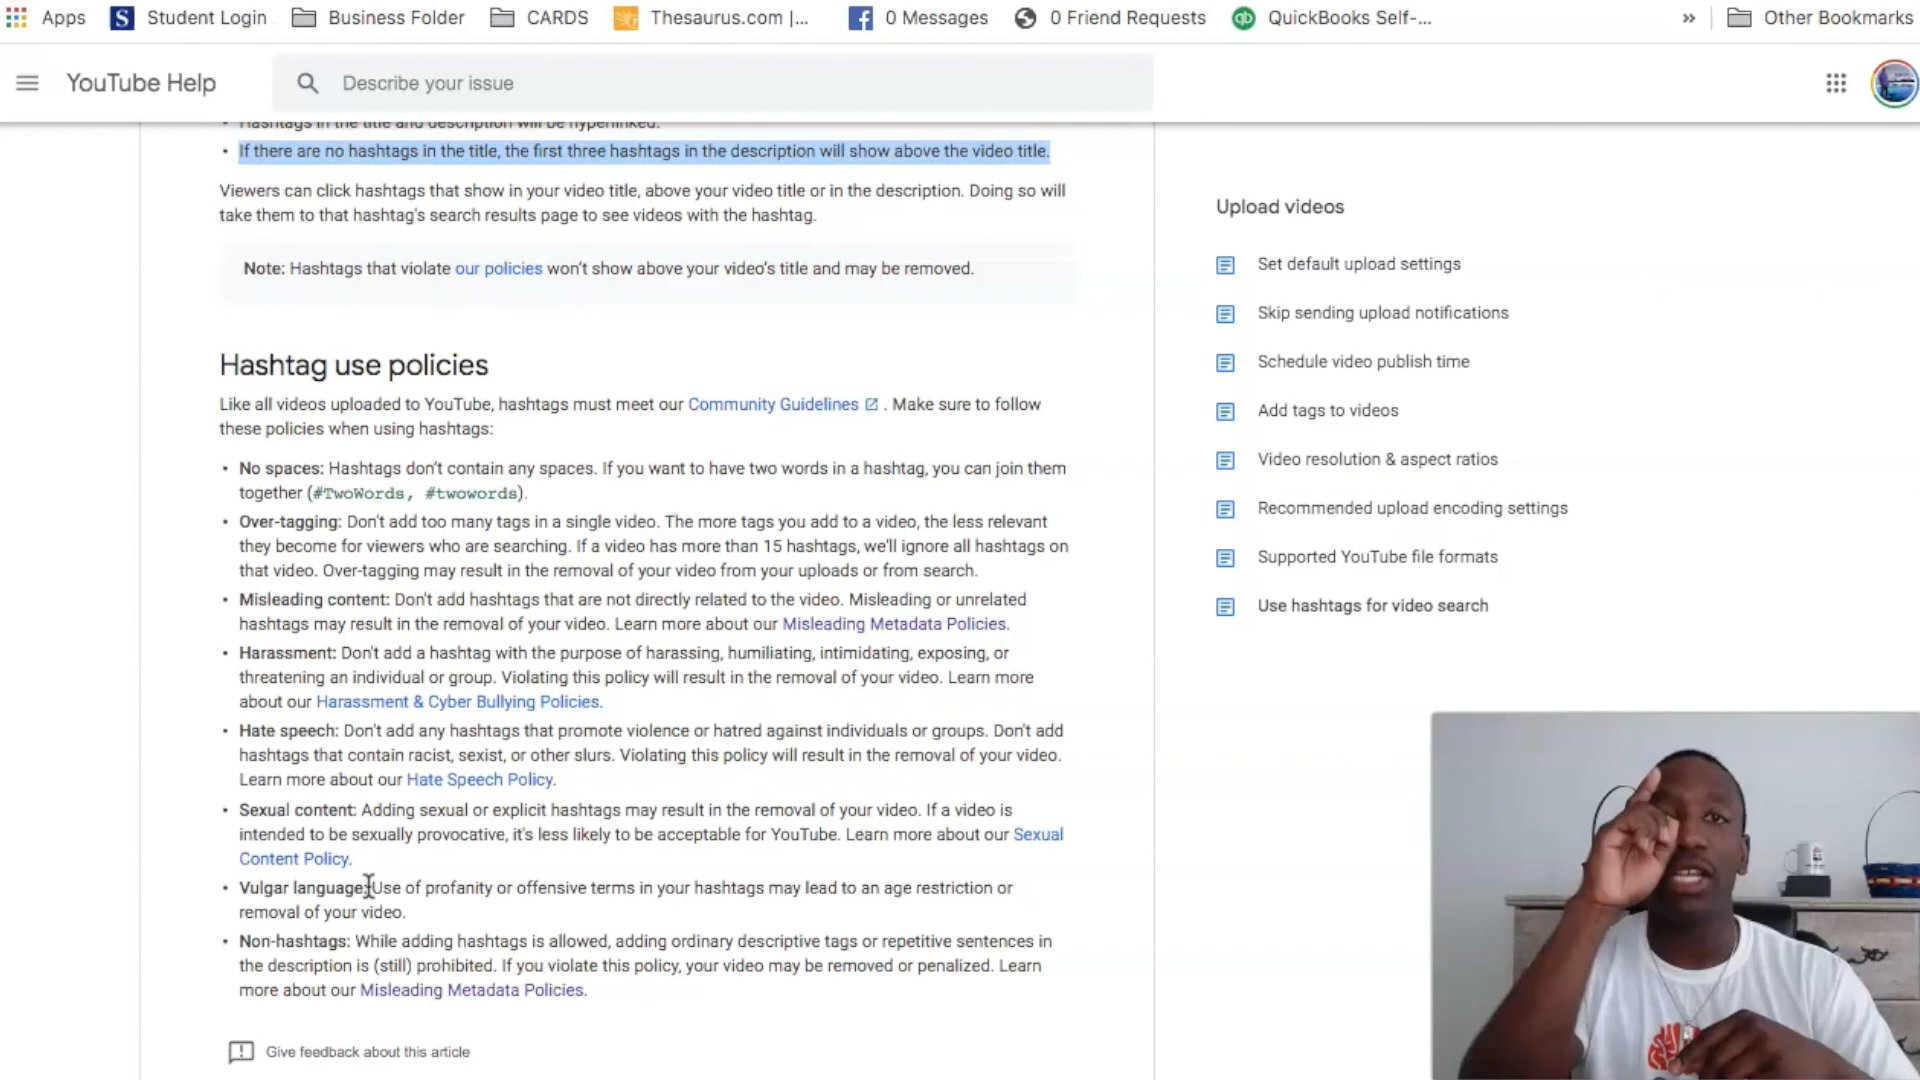 Apps
Student Login
Business Folder
CARDS
Thesaurus.com |...
0 Messages
0 Friend Requests
QuickBooks Self-...
»
Other Bookmarks
YouTube Help
Describe your issue
• Hashtags in the title and description will be hyperlinked.
• If there are no hashtags in the title, the first three hashtags in the description will show above the video title.
Viewers can click hashtags that show in your video title, above your video title or in the description. Doing so will
take them to that hashtag's search results page to see videos with the hashtag.
Note: Hashtags that violate our policies won't show above your video's title and may be removed.
Hashtag use policies
Like all videos uploaded to YouTube, hashtags must meet our Community Guidelines . Make sure to follow
these policies when using hashtags:
• No spaces: Hashtags don't contain any spaces. If you want to have two words in a hashtag, you can join them
together (#TwoWords, #twowords).
• Over-tagging: Don't add too many tags in a single video. The more tags you add to a video, the less relevant
they become for viewers who are searching. If a video has more than 15 hashtags, we'll ignore all hashtags on
that video. Over-tagging may result in the removal of your video from your uploads or from search.
• Misleading content: Don't add hashtags that are not directly related to the video. Misleading or unrelated
hashtags may result in the removal of your video. Learn more about our Misleading Metadata Policies.
• Harassment: Don't add a hashtag with the purpose of harassing, humiliating, intimidating, exposing, or
threatening an individual or group. Violating this policy will result in the removal of your video. Learn more
about our Harassment & Cyber Bullying Policies.
• Hate speech: Don't add any hashtags that promote violence or hatred against individuals or groups. Don't add
hashtags that contain racist, sexist, or other slurs. Violating this policy will result in the removal of your video.
Learn more about our Hate Speech Policy.
• Sexual content: Adding sexual or explicit hashtags may result in the removal of your video. If a video is
intended to be sexually provocative, it's less likely to be acceptable for YouTube. Learn more about our Sexual
Content Policy.
• Vulgar language: Use of profanity or offensive terms in your hashtags may lead to an age restriction or
removal of your video.
• Non-hashtags: While adding hashtags is allowed, adding ordinary descriptive tags or repetitive sentences in
the description is (still) prohibited. If you violate this policy, your video may be removed or penalized. Learn
more about our Misleading Metadata Policies.
Give feedback about this article
Upload videos
Set default upload settings
Skip sending upload notifications
Schedule video publish time
Add tags to videos
Video resolution & aspect ratios
Recommended upload encoding settings
Supported YouTube file formats
Use hashtags for video search